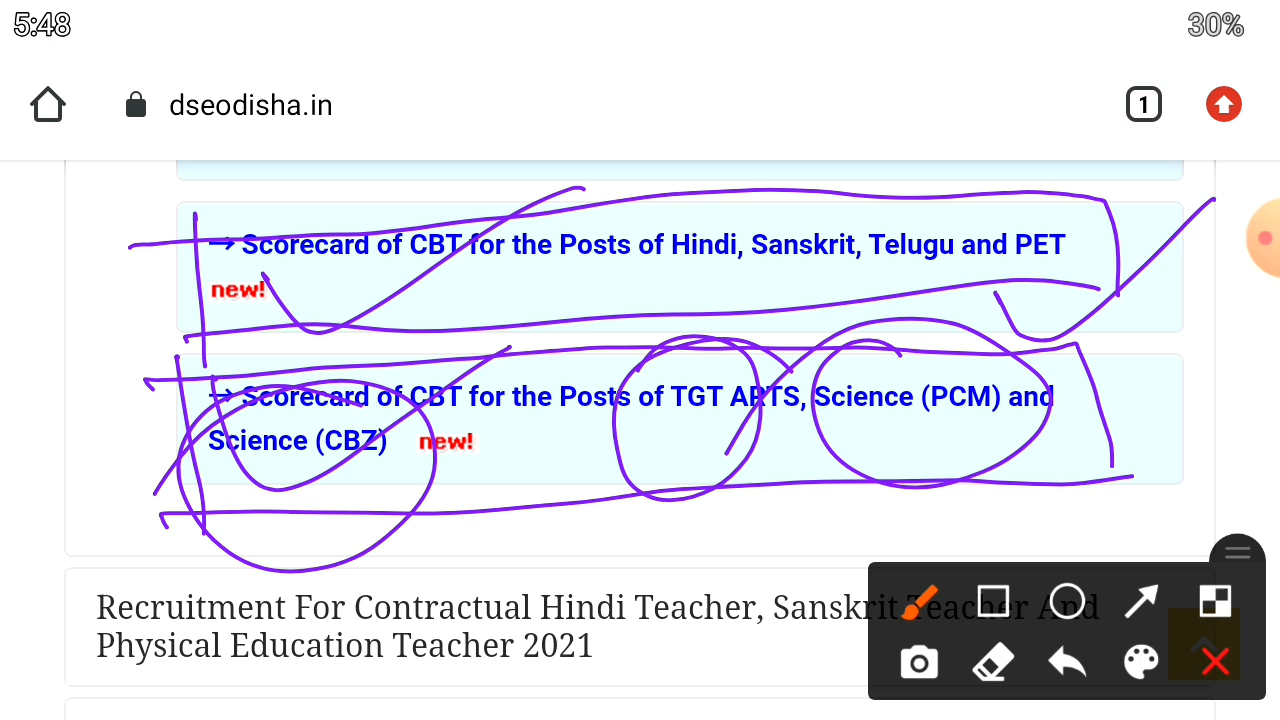 5:48
30%
dseodisha.in
1
→ Scorecard of CBT for the Posts of Hindi, Sanskrit, Telugu and PET
new!
→ Scorecard of CBT for the Posts of TGT ARTS, Science (PCM) and
Science (CBZ) new!
Recruitment For Contractual Hindi Teacher, Sanskrit Teacher And
Physical Education Teacher 2021